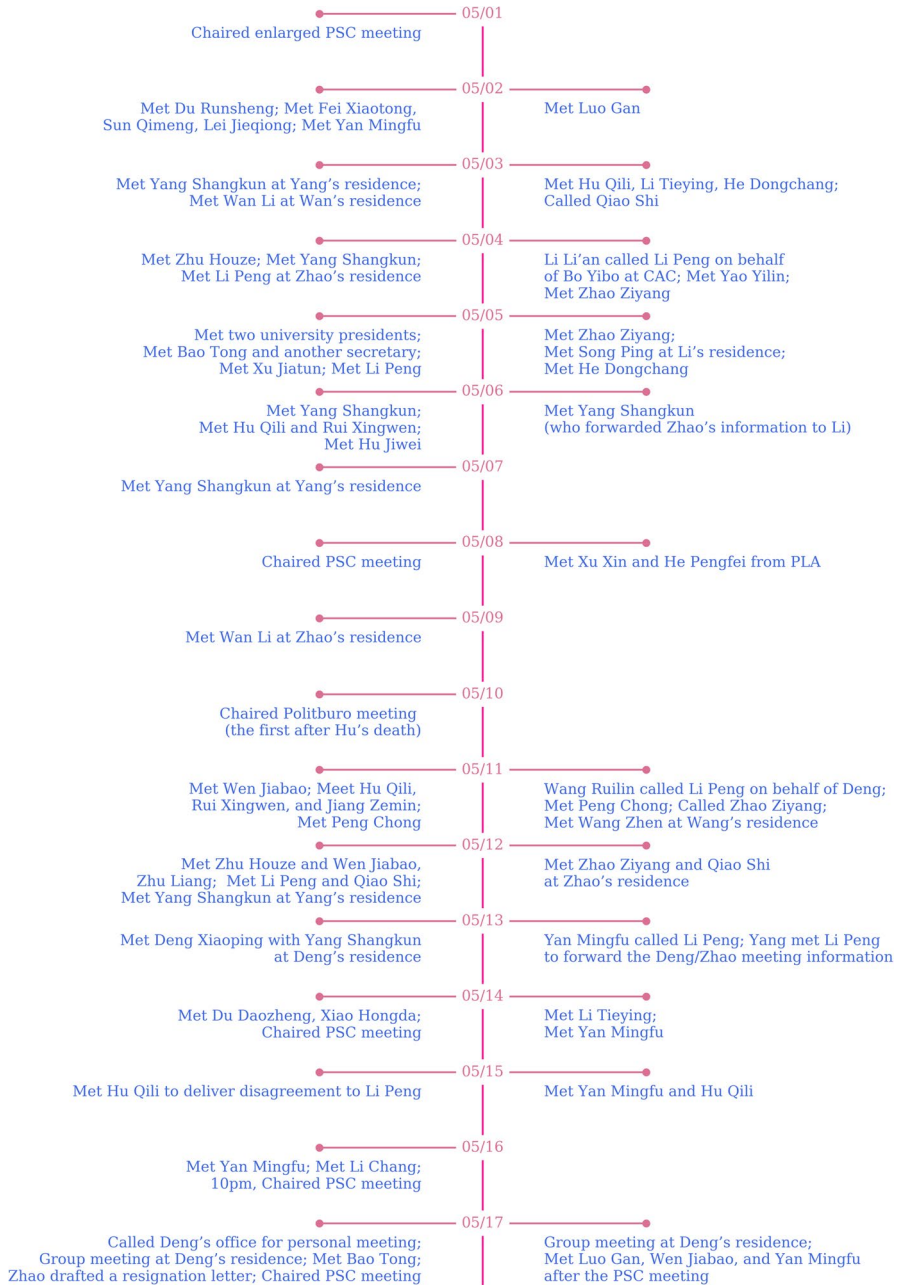 05/01
Chaired enlarged PSC meeting
05/02
Met Du Runsheng; Met Fei Xiaotong,
Sun Qimeng, Lei Jieqiong; Met Yan Mingfu
Met Luo Gan
05/03
Met Yang Shangkun at Yang's residence;
Met Wan Li at Wan's residence
Met Hu Qili, Li Tieying, He Dongchang;
Called Qiao Shi
05/04
Met Zhu Houze; Met Yang Shangkun;
Met Li Peng at Zhao's residence
Li Li'an called Li Peng on behalf
of Bo Yibo at CAC; Met Yao Yilin;
Met Zhao Ziyang
05/05
Met two university presidents;
Met Bao Tong and another secretary;
Met Xu Jiatun; Met Li Peng
Met Zhao Ziyang;
Met Song Ping at Li's residence;
Met He Dongchang
05/06
Met Yang Shangkun;
Met Hu Qili and Rui Xingwen;
Met Hu Jiwei
Met Yang Shangkun
(who forwarded Zhao's information to Li)
05/07
Met Yang Shangkun at Yang's residence
05/08
Chaired PSC meeting
Met Xu Xin and He Pengfei from PLA
05/09
Met Wan Li at Zhao's residence
05/10
Chaired Politburo meeting
(the first after Hu's death)
05/11
Met Wen Jiabao; Meet Hu Qili,
Rui Xingwen, and Jiang Zemin;
Met Peng Chong
Wang Ruilin called Li Peng on behalf of Deng;
Met Peng Chong; Called Zhao Ziyang;
Met Wang Zhen at Wang's residence
05/12
Met Zhu Houze and Wen Jiabao,
Zhu Liang; Met Li Peng and Qiao Shi;
Met Yang Shangkun at Yang's residence
Met Zhao Ziyang and Qiao Shi
at Zhao's residence
05/13
Met Deng Xiaoping with Yang Shangkun
at Deng's residence
Yan Mingfu called Li Peng; Yang met Li Peng
to forward the Deng/Zhao meeting information
05/14
Met Du Daozheng, Xiao Hongda;
Chaired PSC meeting
Met Li Tieying;
Met Yan Mingfu
05/15
Met Hu Qili to deliver disagreement to Li Peng
Met Yan Mingfu and Hu Qili
05/16
Met Yan Mingfu; Met Li Chang;
10pm, Chaired PSC meeting
05/17
Called Deng's office for personal meeting;
Group meeting at Deng's residence; Met Bao Tong;
Zhao drafted a resignation letter; Chaired PSC meeting
Group meeting at Deng's residence;
Met Luo Gan, Wen Jiabao, and Yan Mingfu
after the PSC meeting